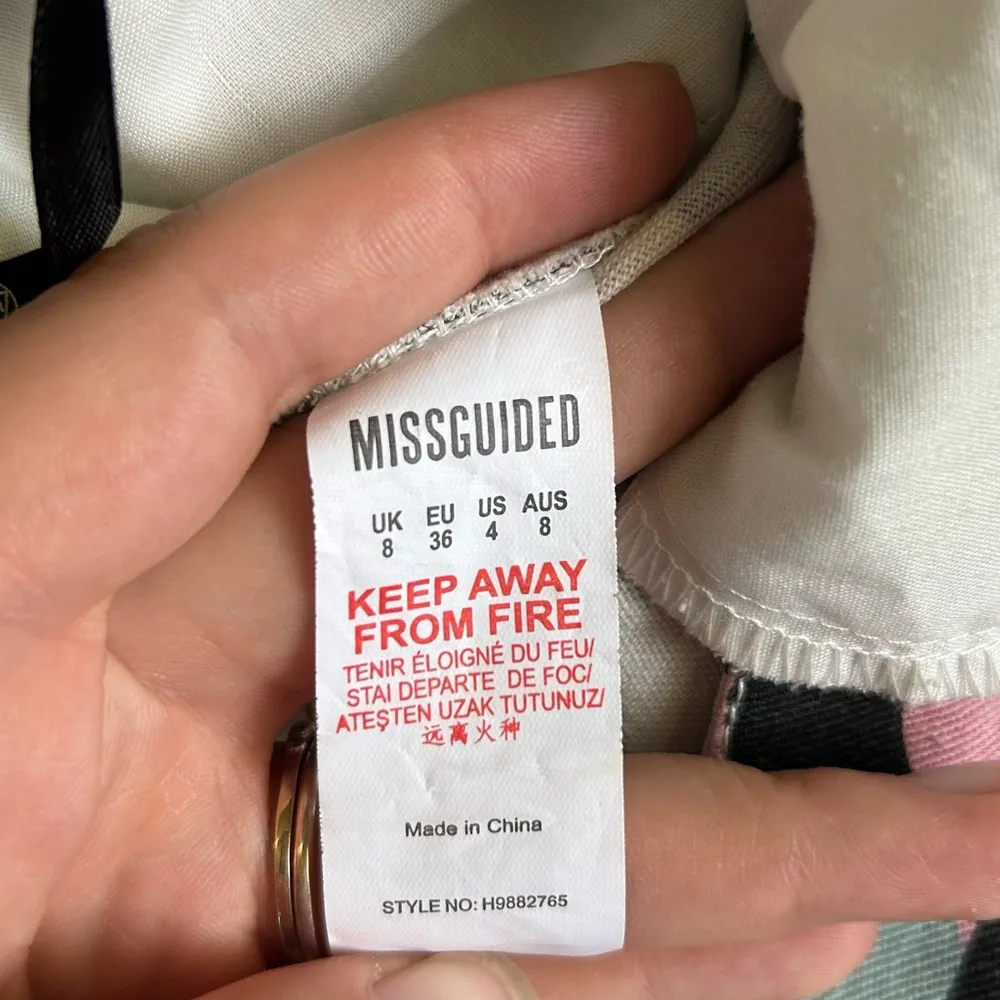 MISSGUIDED
UK EU US AUS
8 36 4 8
KEEP AWAY
FROM FIRE
TENIR ÉLOIGNÉ DU FEU/
STAI DEPARTE DE FOC/
ATEŞTEN UZAK TUTUNUZ/
远离火种
Made in China
STYLE NO: H9882765